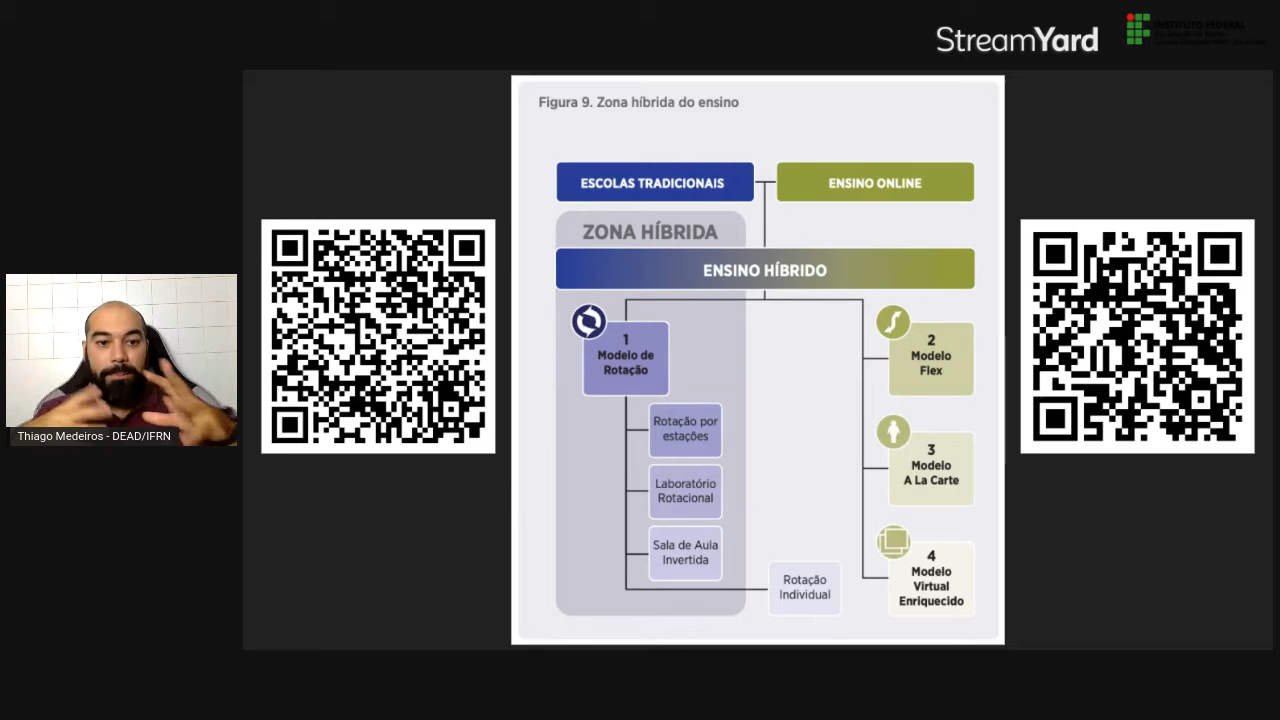 StreamYard
INSTITUTO FEDERAL
Figura 9. Zona híbrida do ensino
ESCOLAS TRADICIONAIS
ENSINO ONLINE
ZONA HÍBRIDA
ENSINO HÍBRIDO
1
Modelo de
Rotação
2
Modelo
Flex
Rotação por
estações
3
Modelo
A La Carte
Laboratório
Rotacional
Sala de Aula
Invertida
4
Modelo
Virtual
Enriquecido
Rotação
Individual
Thiago Medeiros - DEAD/IFRN